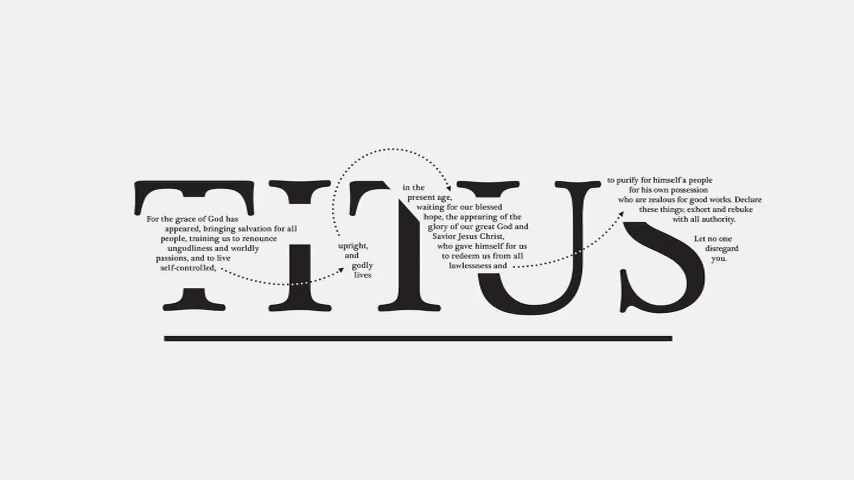 TITUS
For the grace of God has
appeared, bringing salvation for all
people, training us to renounce
ungodliness and worldly
passions, and to live
self-controlled,
upright,
and
godly
lives
in the
present age,
waiting for our blessed
hope, the appearing of the
glory of our great God and
Savior Jesus Christ,
who gave himself for us
to redeem us from all
lawlessness and
to purify for himself a people
for his own possession
who are zealous for good works. Declare
these things; exhort and rebuke
with all authority.
Let no one
disregard
you.